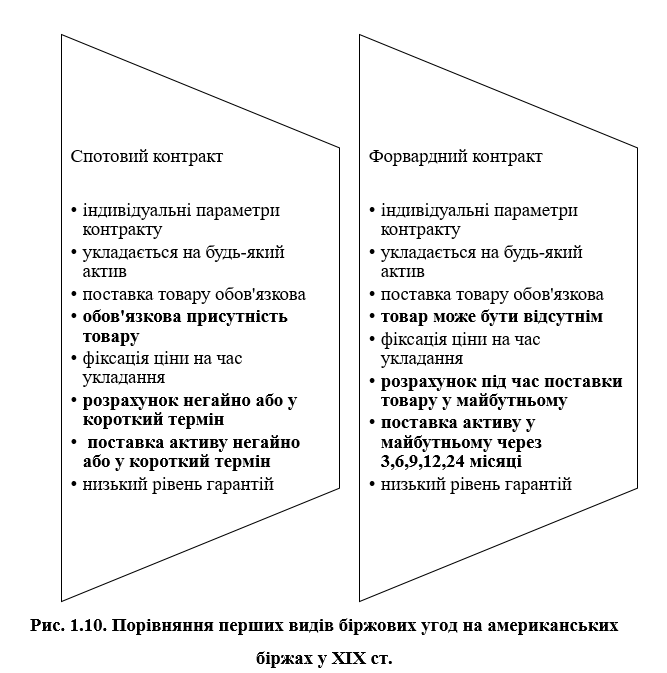 Спотовий контракт
• індивідуальні параметри
контракту
• укладається на будь-який
актив
• поставка товару обов'язкова
• обов'язкова присутність
товару
• фіксація ціни на час
укладання
• розрахунок негайно або у
короткий термін
• поставка активу негайно
або у короткий термін
• низький рівень гарантій
Форвардний контракт
• індивідуальні параметри
контракту
• укладається на будь-який
актив
• поставка товару обов'язкова
• товар може бути відсутнім
• фіксація ціни на час
укладання
• розрахунок під час поставки
товару у майбутньому
• поставка активу у
майбутньому через
3,6,9,12,24 місяці
• низький рівень гарантій
Рис. 1.10. Порівняння перших видів біржових угод на американських
біржах у XIX ст.